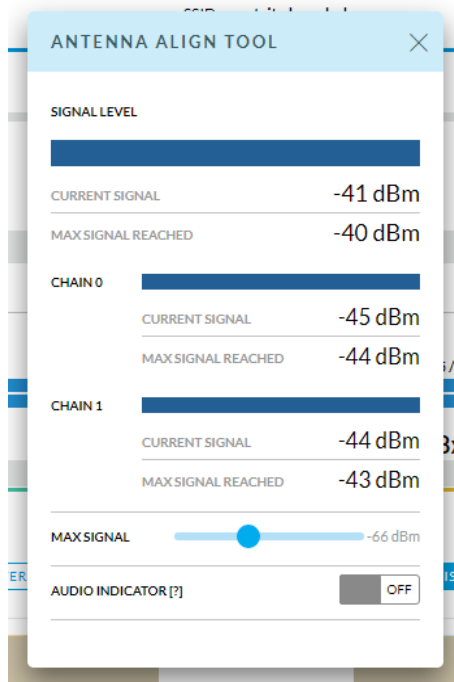 ANTENNA ALIGN TOOL
SIGNAL LEVEL
CURRENT SIGNAL -41 dBm
MAX SIGNAL REACHED -40 dBm
CHAIN 0
CURRENT SIGNAL -45 dBm
MAX SIGNAL REACHED -44 dBm
CHAIN 1
CURRENT SIGNAL -44 dBm
MAX SIGNAL REACHED -43 dBm
MAX SIGNAL -66 dBm
AUDIO INDICATOR [?] OFF